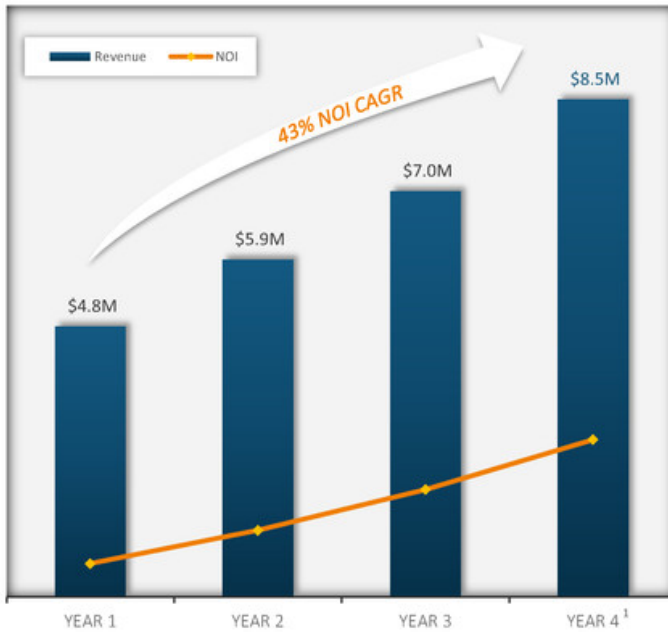 Revenue NOI
43% NOI CAGR
$8.5M
$7.0M
$5.9M
$4.8M
YEAR 1 YEAR 2 YEAR 3 YEAR 4 ¹